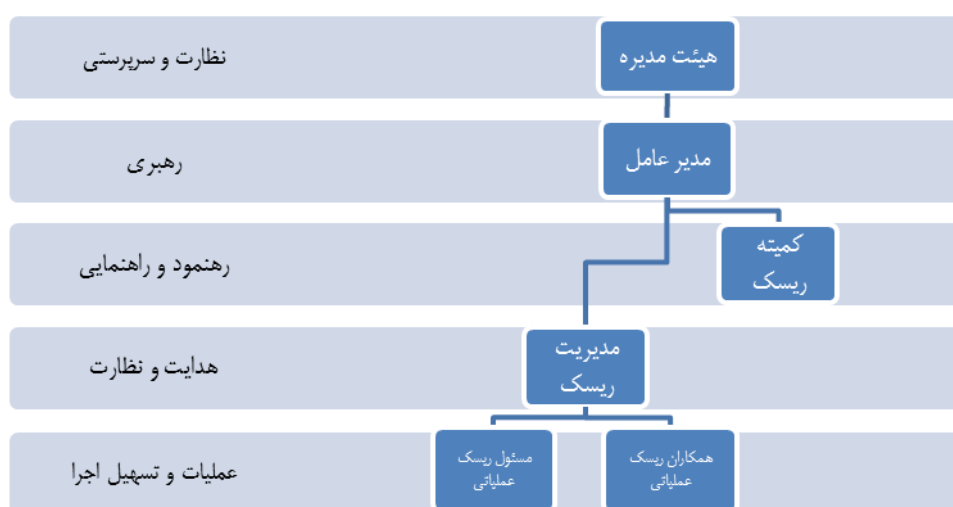 هیئت مدیره
نظارت و سرپرستی
مدیر عامل
رهبری
کمیته
ریسک
رهنمود و راهنمایی
مدیریت
ریسک
هدایت و نظارت
همکاران ریسک
عملیاتی
مسئول ریسک
عملیاتی
عملیات و تسهیل اجرا